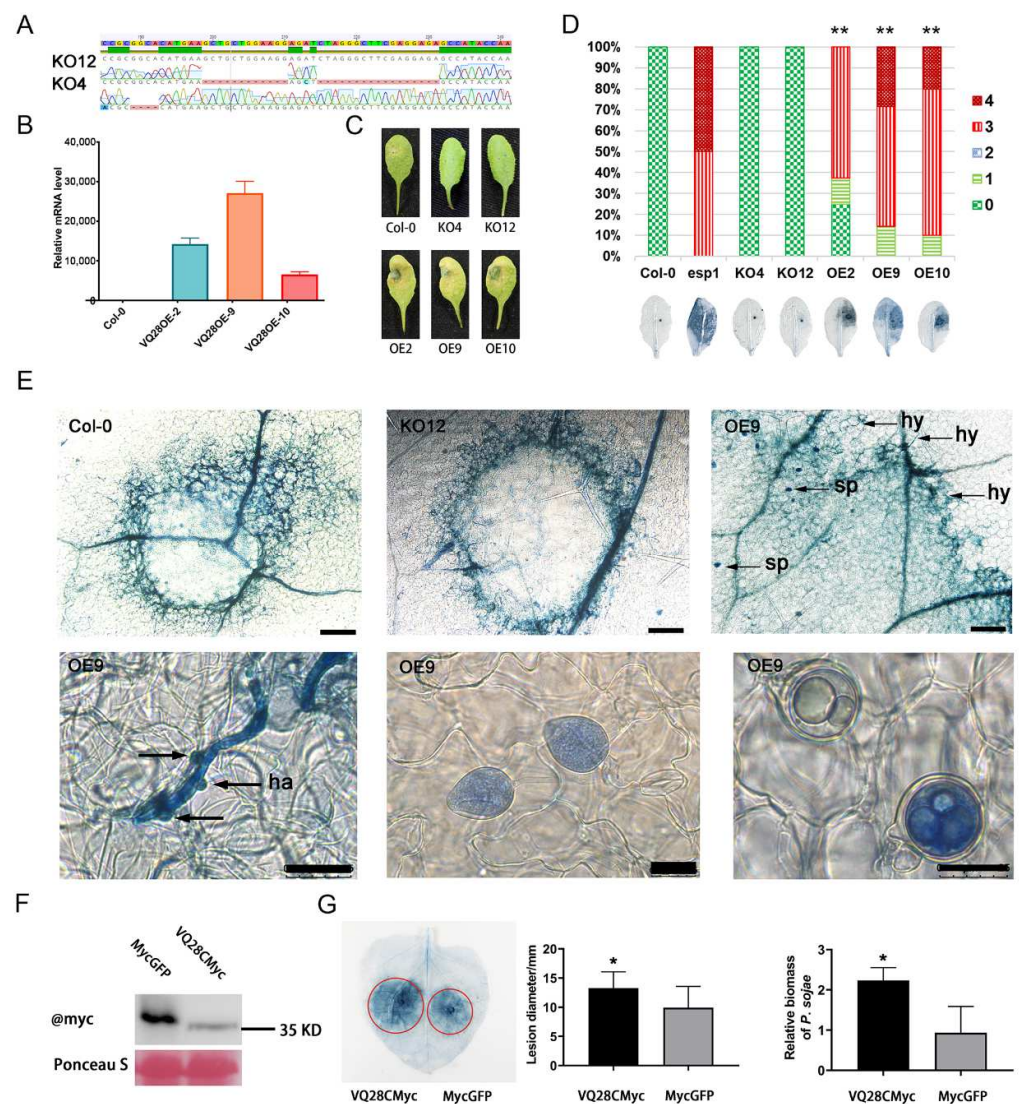 A
CCGCGGCACATGAAGCTGCTGGAAGGAGATCTAGGGCTTCGAGGAGAGCCATACCAA
KO12
CCGCGGCACATGAAGCTGCTGGAAGGAGATCTAGGGCTTCGAGGAGAGCCATACCAA
KO4
B
Relative mRNA level
40,000
30,000
20,000
10,000
0
Col-0
VQ28OE-2
VQ28OE-9
VQ28OE-10
C
Col-0 KO4 KO12
OE2 OE9 OE10
D
** ** **
100%
90%
80%
70%
60%
50%
40%
30%
20%
10%
0%
4
3
2
1
0
Col-0 esp1 KO4 KO12 OE2 OE9 OE10
E
Col-0
KO12
OE9
hy
hy
sp
hy
sp
OE9
ha
OE9
OE9
F
MycGFP
VQ28CMyc
@myc
35 KD
Ponceau S
G
VQ28CMyc MycGFP
Lesion diameter/mm
20
15
10
5
0
*
VQ28CMyc MycGFP
Relative biomass
of P. sojae
3
2
1
0
*
VQ28CMyc MycGFP